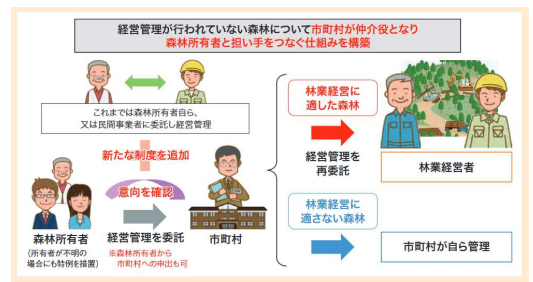 経営管理が行われていない森林について市町村が仲介役となり
森林所有者と担い手をつなぐ仕組みを構築
これまでは森林所有者自ら、
又は民間事業者に委託し経営管理
新たな制度を追加
意向を確認
森林所有者
(所有者が不明の
場合にも特例を措置)
経営管理を委託
※森林所有者から
市町村への申出も可
市町村
林業経営に
適した森林
経営管理を
再委託
林業経営者
林業経営に
適さない森林
市町村が自ら管理